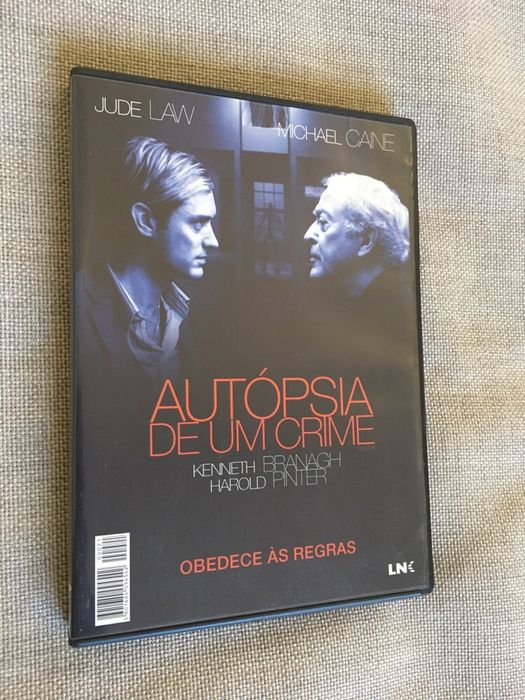 JUDE LAW
MICHAEL CAINE
AUTÓPSIA
DE UM CRIME
KENNETH BRANAGH
HAROLD PINTER
OBEDECE ÀS REGRAS
LNK